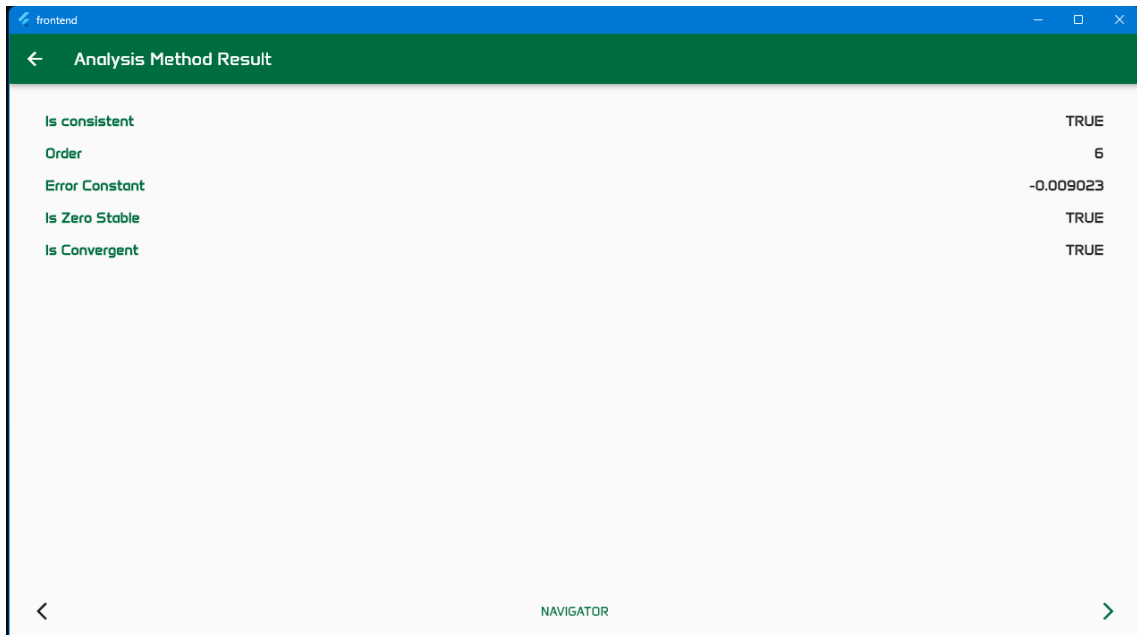 frontend
Analysis Method Result
Is consistent TRUE
Order 6
Error Constant -0.009023
Is Zero Stable TRUE
Is Convergent TRUE
NAVIGATOR